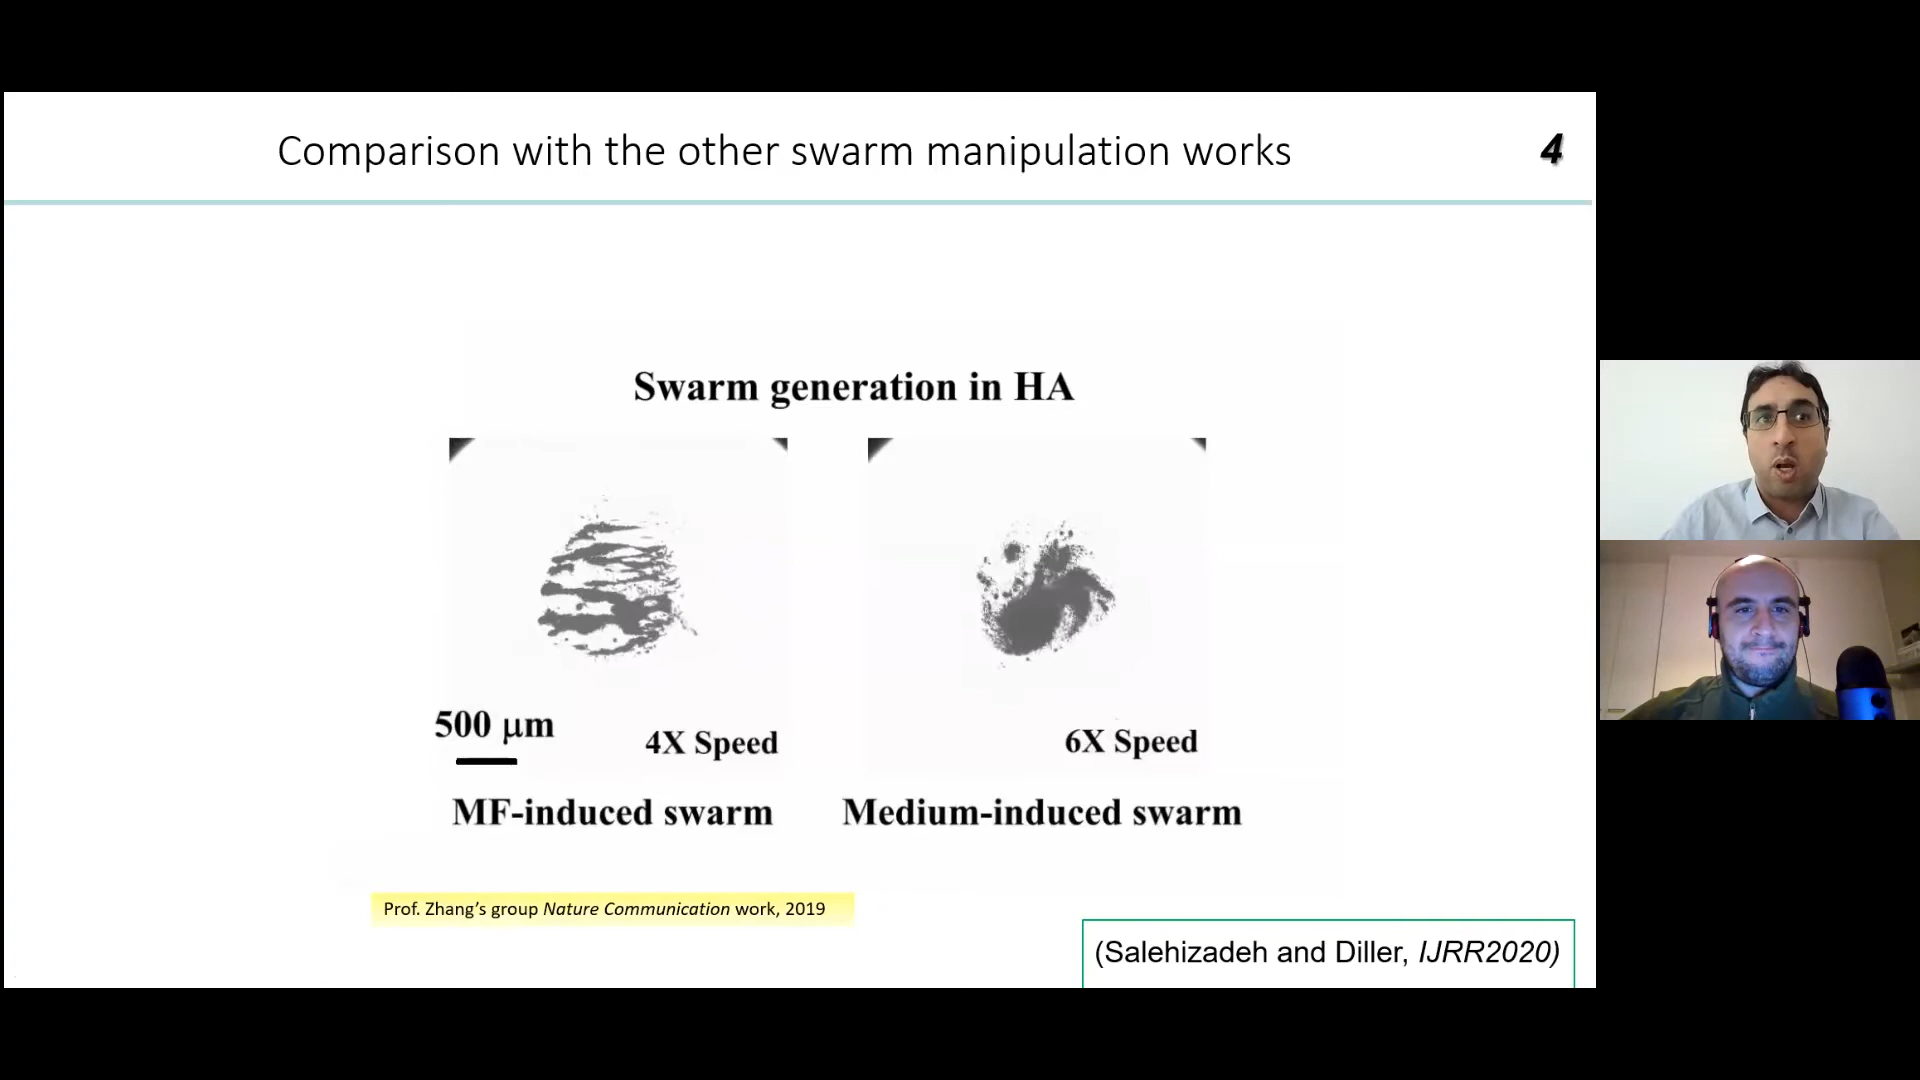 Comparison with the other swarm manipulation works
4
Swarm generation in HA
500 μm
4X Speed
6X Speed
MF-induced swarm
Medium-induced swarm
Prof. Zhang's group Nature Communication work, 2019
(Salehizadeh and Diller, IJRR2020)